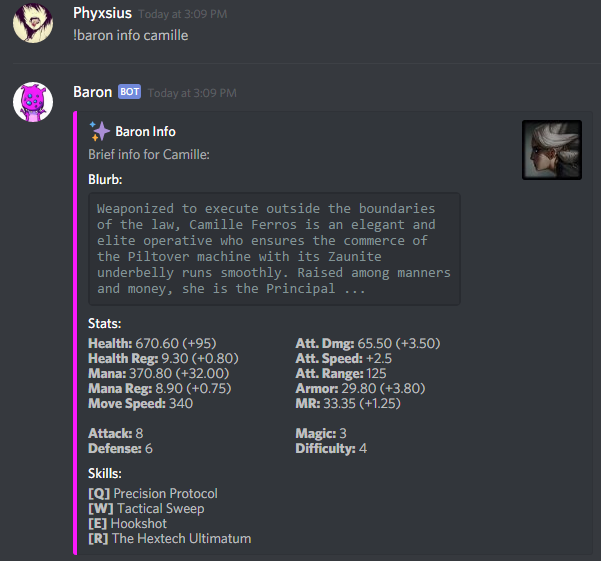 Phyxsius Today at 3:09 PM
!baron info camille
Baron BOT Today at 3:09 PM
Baron Info
Brief info for Camille:
Blurb:
Weaponized to execute outside the boundaries
of the law, Camille Ferros is an elegant and
elite operative who ensures the commerce of
the Piltover machine with its Zaunite
underbelly runs smoothly. Raised among manners
and money, she is the Principal ...
Stats:
Health: 670.60 (+95)
Health Reg: 9.30 (+0.80)
Mana: 370.80 (+32.00)
Mana Reg: 8.90 (+0.75)
Move Speed: 340
Attack: 8
Defense: 6
Att. Dmg: 65.50 (+3.50)
Att. Speed: +2.5
Att. Range: 125
Armor: 29.80 (+3.80)
MR: 33.35 (+1.25)
Magic: 3
Difficulty: 4
Skills:
[Q] Precision Protocol
[W] Tactical Sweep
[E] Hookshot
[R] The Hextech Ultimatum